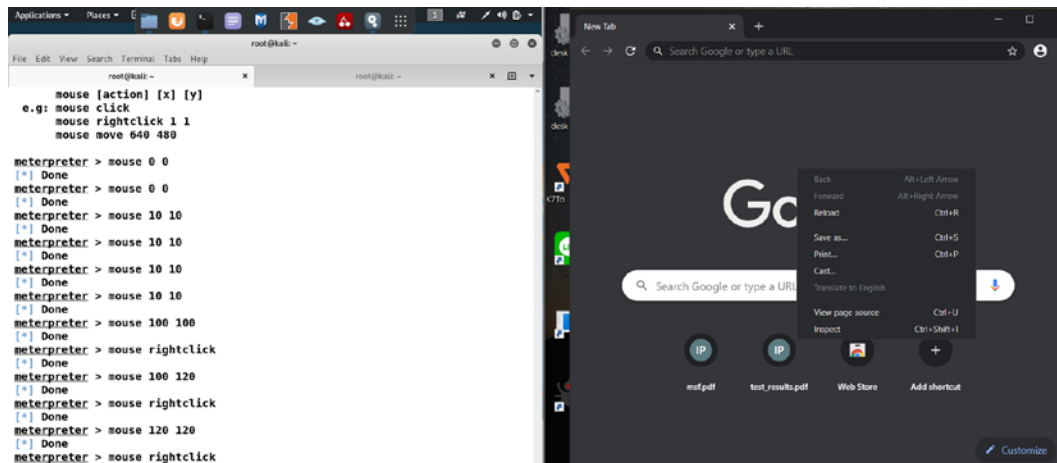 Applications Places
root@kali: ~
File Edit View Search Terminal Tabs Help
root@kali: ~ root@kali: ~
mouse [action] [x] [y]
e.g: mouse click
mouse rightclick 1 1
mouse move 640 480
meterpreter > mouse 0 0
[*] Done
meterpreter > mouse 0 0
[*] Done
meterpreter > mouse 10 10
[*] Done
meterpreter > mouse 10 10
[*] Done
meterpreter > mouse 10 10
[*] Done
meterpreter > mouse 10 10
[*] Done
meterpreter > mouse 100 100
[*] Done
meterpreter > mouse rightclick
[*] Done
meterpreter > mouse 100 120
[*] Done
meterpreter > mouse rightclick
[*] Done
meterpreter > mouse 120 120
[*] Done
meterpreter > mouse rightclick
desk
desk
K7To
New Tab
Search Google or type a URL
Go
Back Alt+Left Arrow
Forward Alt+Right Arrow
Reload Ctrl+R
Save as... Ctrl+S
Print... Ctrl+P
Cast...
Translate to English
View page source Ctrl+U
Inspect Ctrl+Shift+I
Search Google or type a URL
IP IP
msf.pdf test_results.pdf Web Store Add shortcut
Customize